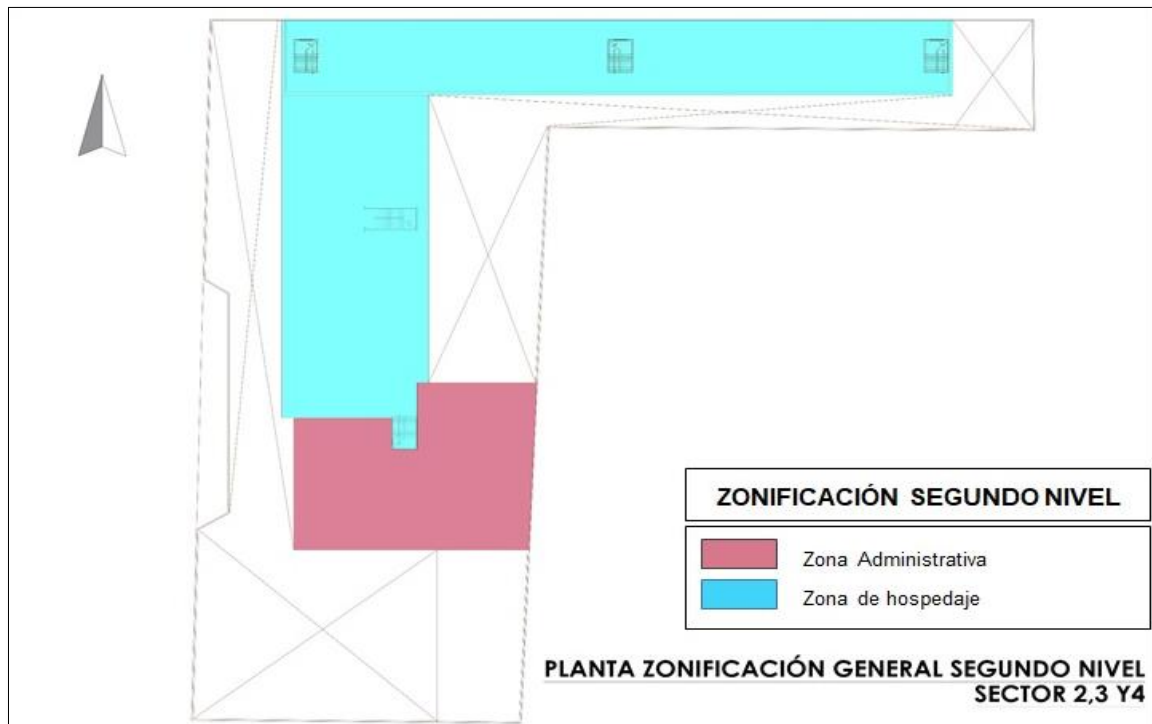 ZONIFICACIÓN SEGUNDO NIVEL
Zona Administrativa
Zona de hospedaje
PLANTA ZONIFICACIÓN GENERAL SEGUNDO NIVEL
SECTOR 2,3 Y4